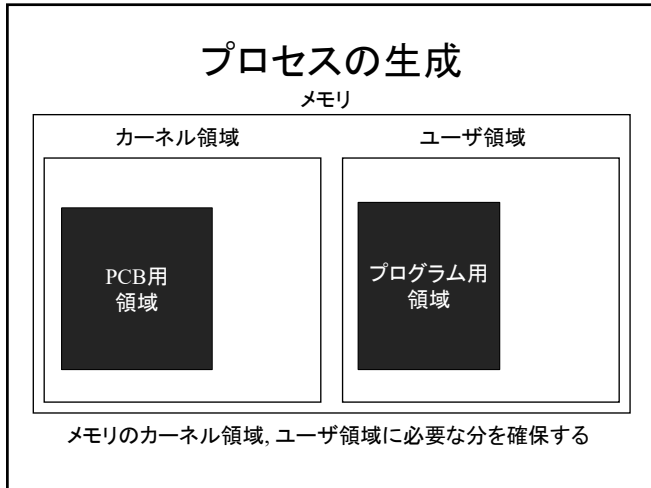 プロセスの生成
メモリ
カーネル領域
ユーザ領域
PCB用
領域
プログラム用
領域
メモリのカーネル領域, ユーザ領域に必要な分を確保する